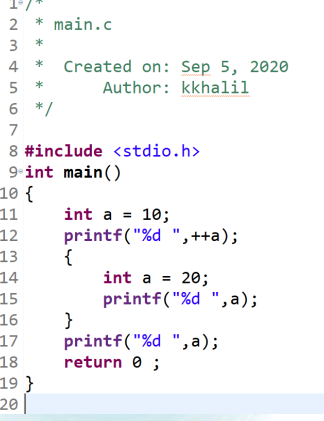 1 /*
2  * main.c
3  *
4  *  Created on: Sep 5, 2020
5  *      Author: kkhalil
6  */
7
8 #include <stdio.h>
9 int main()
10 {
11     int a = 10;
12     printf("%d ",++a);
13     {
14         int a = 20;
15         printf("%d ",a);
16     }
17     printf("%d ",a);
18     return 0 ;
19 }
20